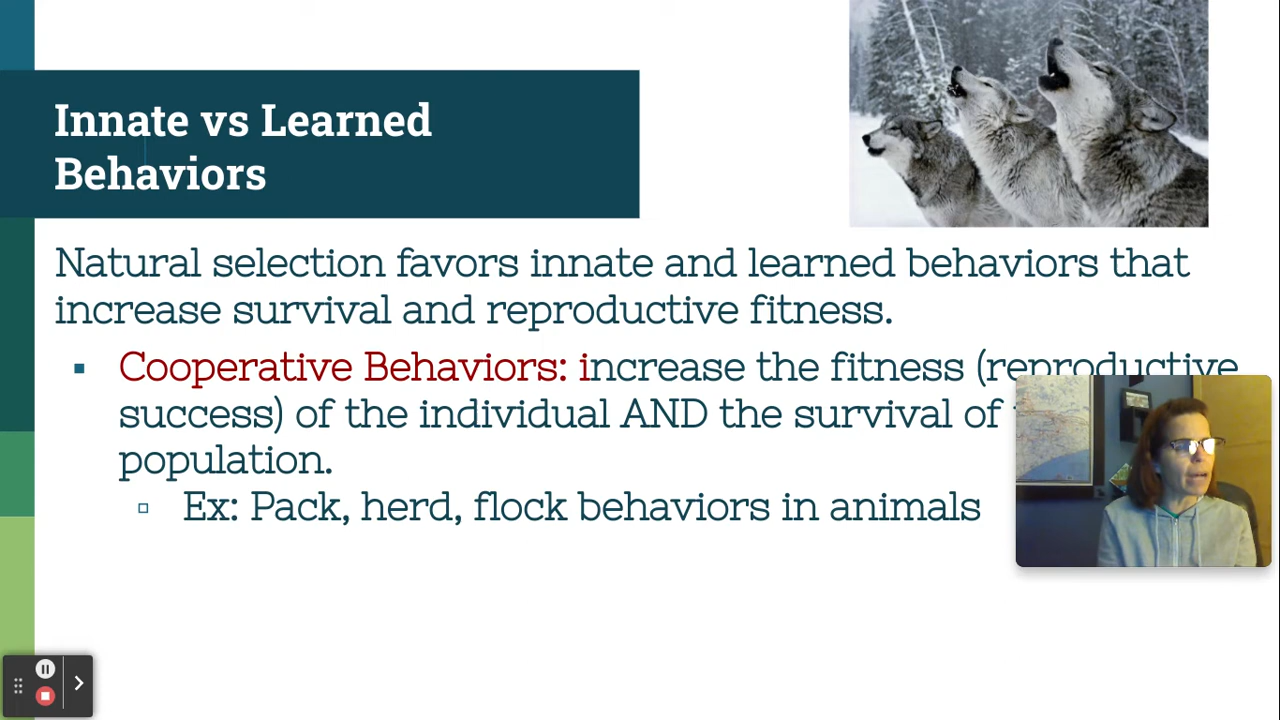 Innate vs Learned
Behaviors
Natural selection favors innate and learned behaviors that
increase survival and reproductive fitness.
Cooperative Behaviors: increase the fitness (reproductive
success) of the individual AND the survival of
population.
Ex: Pack, herd, flock behaviors in animals